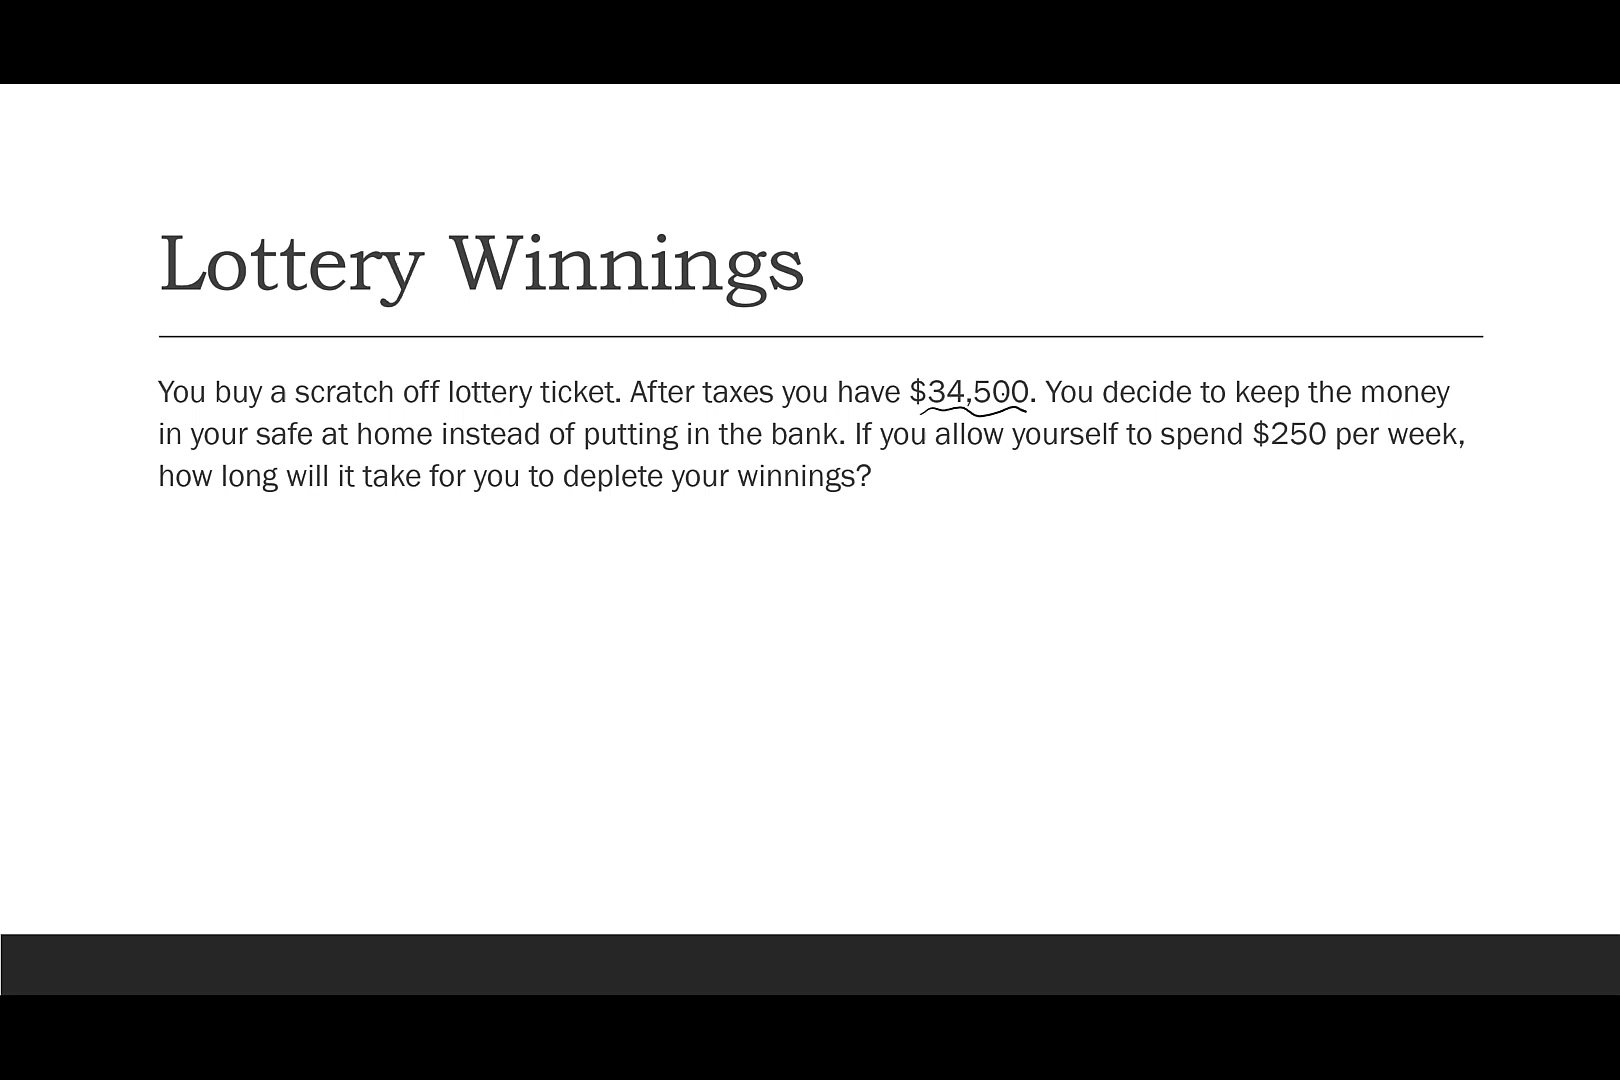 Lottery Winnings
You buy a scratch off lottery ticket. After taxes you have $34,500. You decide to keep the money
in your safe at home instead of putting in the bank. If you allow yourself to spend $250 per week,
how long will it take for you to deplete your winnings?